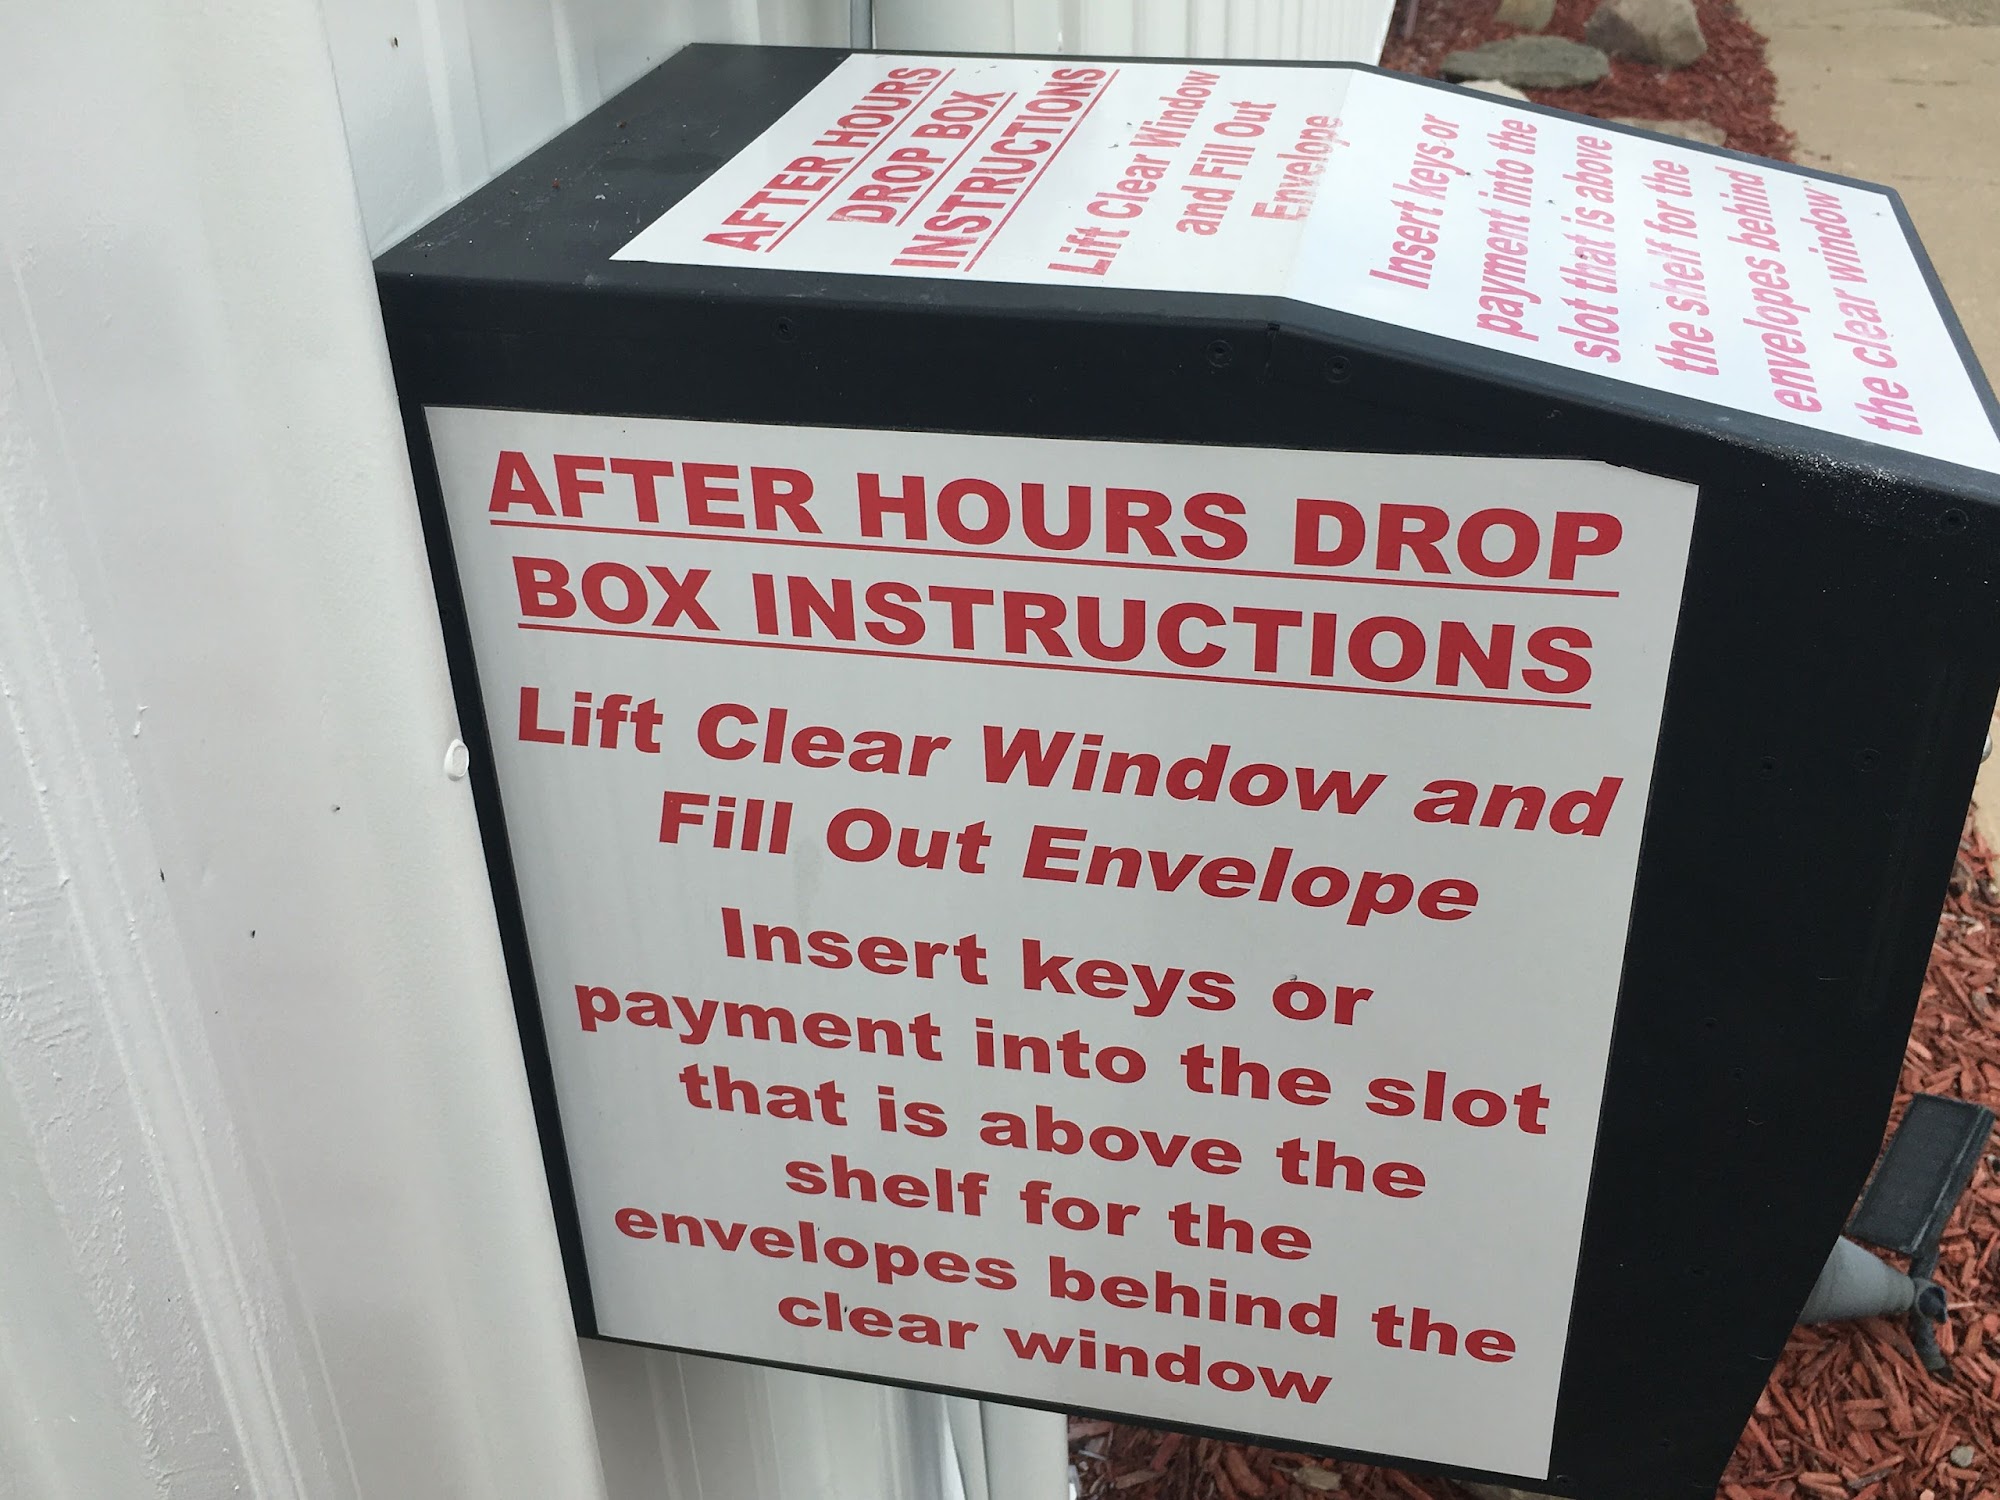 AFTER HOURS
DROP BOX
INSTRUCTIONS
Lift Clear Window
and Fill Out
Envelope
Insert keys or
payment into the
slot that is above
the shelf for the
envelopes behind
the clear window
AFTER HOURS DROP
BOX INSTRUCTIONS
Lift Clear Window and
Fill Out Envelope
Insert keys or
payment into the slot
that is above the
shelf for the
envelopes behind the
clear window